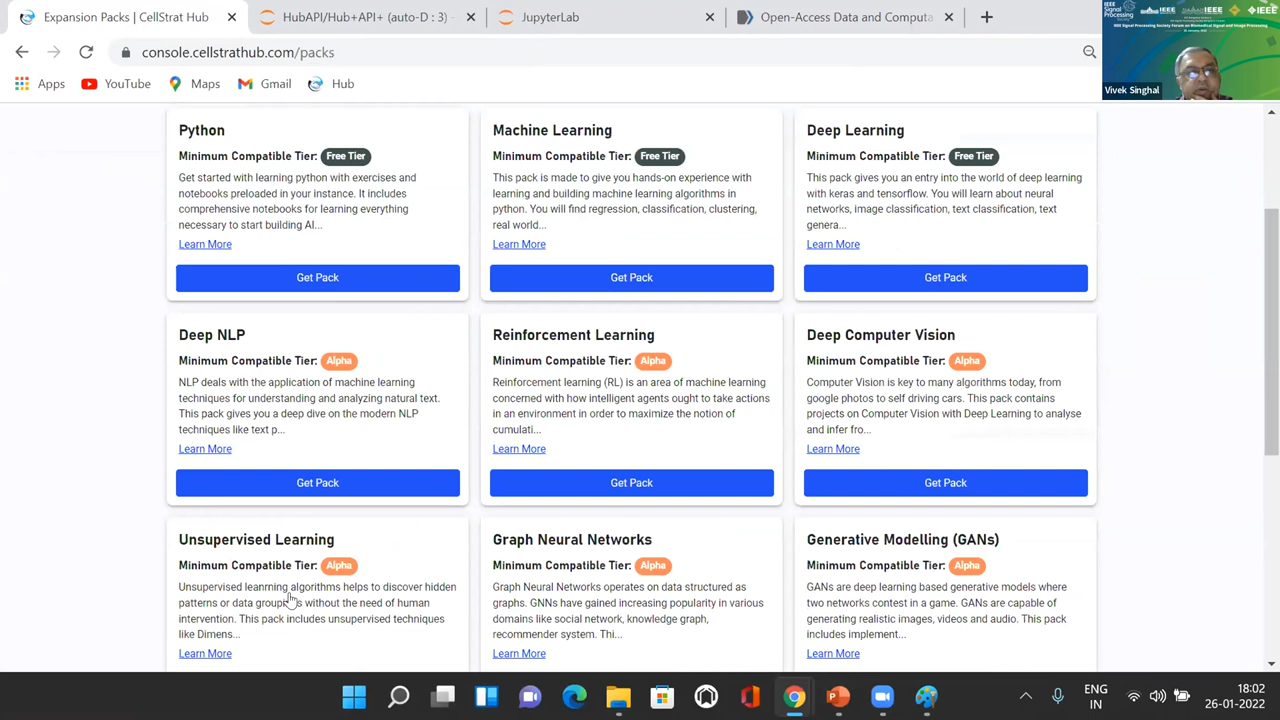 Expansion Packs | CellStrat Hub
HubAPI/Hub+API+ (auto-D : 3)
JupyterLab
Open-Access Data and Comput
console.cellstrathub.com/packs
Apps
YouTube
Maps
Gmail
Hub
IEEE
Signal
Processing
IEEE Signal Processing Society Forum on Biomedical Signal and Image Processing
Vivek Singhal
Python
Minimum Compatible Tier: Free Tier
Get started with learning python with exercises and
notebooks preloaded in your instance. It includes
comprehensive notebooks for learning everything
necessary to start building AI...
Learn More
Get Pack
Machine Learning
Minimum Compatible Tier: Free Tier
This pack is made to give you hands-on experience with
learning and building machine learning algorithms in
python. You will find regression, classification, clustering,
real world...
Learn More
Get Pack
Deep Learning
Minimum Compatible Tier: Free Tier
This pack gives you an entry into the world of deep learning
with keras and tensorflow. You will learn about neural
networks, image classification, text classification, text
genera...
Learn More
Get Pack
Deep NLP
Minimum Compatible Tier: Alpha
NLP deals with the application of machine learning
techniques for understanding and analyzing natural text.
This pack gives you a deep dive on the modern NLP
techniques like text p...
Learn More
Get Pack
Reinforcement Learning
Minimum Compatible Tier: Alpha
Reinforcement learning (RL) is an area of machine learning
concerned with how intelligent agents ought to take actions
in an environment in order to maximize the notion of
cumulati...
Learn More
Get Pack
Deep Computer Vision
Minimum Compatible Tier: Alpha
Computer Vision is key to many algorithms today, from
google photos to self driving cars. This pack contains
projects on Computer Vision with Deep Learning to analyse
and infer fro...
Learn More
Get Pack
Unsupervised Learning
Minimum Compatible Tier: Alpha
Unsupervised leanrning algorithms helps to discover hidden
patterns or data groupings without the need of human
intervention. This pack includes unsupervised techniques
like Dimens...
Learn More
Graph Neural Networks
Minimum Compatible Tier: Alpha
Graph Neural Networks operates on data structured as
graphs. GNNs have gained increasing popularity in various
domains like social network, knowledge graph,
recommender system. Thi...
Learn More
Generative Modelling (GANs)
Minimum Compatible Tier: Alpha
GANs are deep learning based generative models where
two networks contest in a game. GANs are capable of
generating realistic images, videos and audio. This pack
includes implement...
Learn More
ENG
IN
18:02
26-01-2022